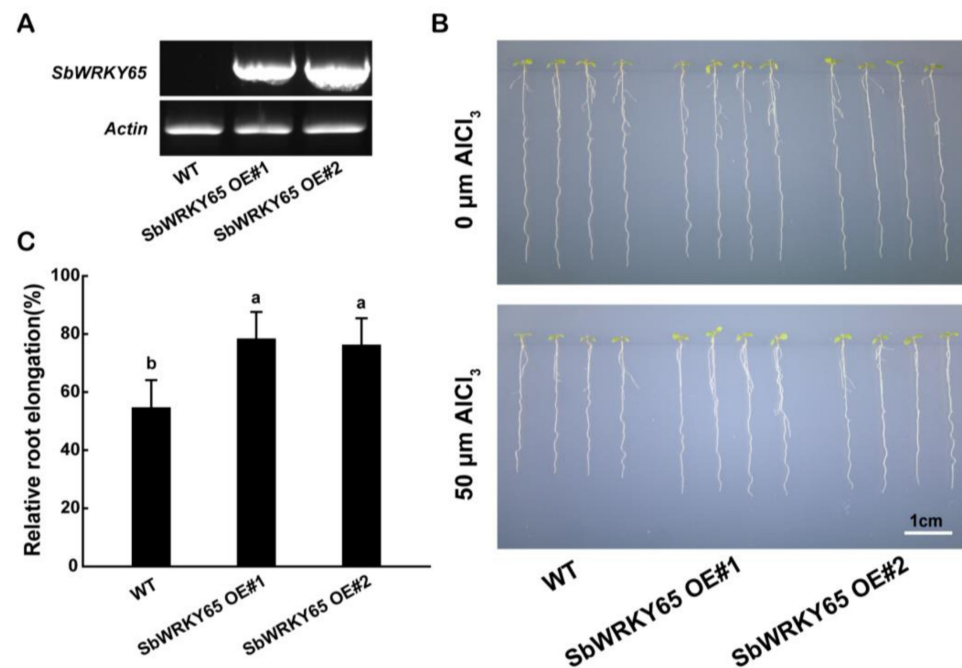 A
SbWRKY65
Actin
WT
SbWRKY65 OE#1
SbWRKY65 OE#2
B
0 µm AlCl₃
50 µm AlCl₃
1cm
WT
SbWRKY65 OE#1
SbWRKY65 OE#2
C
Relative root elongation(%)
100
80
60
40
20
0
b
a
a
WT
SbWRKY65 OE#1
SbWRKY65 OE#2